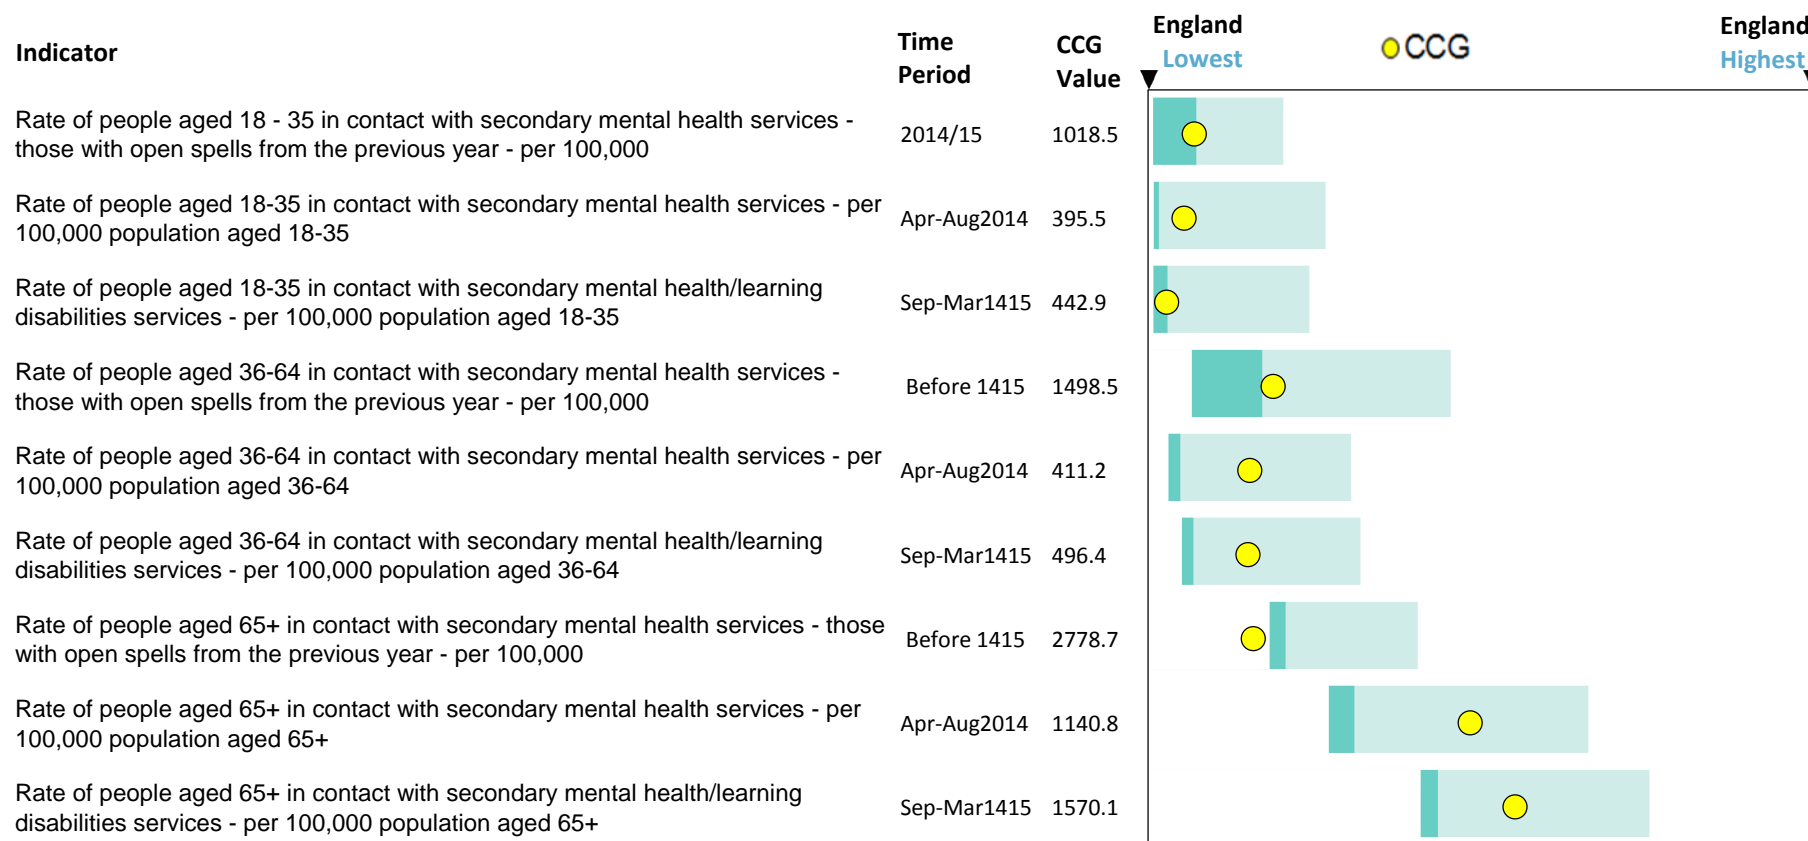 Indicator
Time
Period
CCG
Value
England
Lowest
CCG
England
Highest
Rate of people aged 18 - 35 in contact with secondary mental health services -
those with open spells from the previous year - per 100,000
2014/15
1018.5
Rate of people aged 18-35 in contact with secondary mental health services - per
100,000 population aged 18-35
Apr-Aug2014
395.5
Rate of people aged 18-35 in contact with secondary mental health/learning
disabilities services - per 100,000 population aged 18-35
Sep-Mar1415
442.9
Rate of people aged 36-64 in contact with secondary mental health services -
those with open spells from the previous year - per 100,000
Before 1415
1498.5
Rate of people aged 36-64 in contact with secondary mental health services - per
100,000 population aged 36-64
Apr-Aug2014
411.2
Rate of people aged 36-64 in contact with secondary mental health/learning
disabilities services - per 100,000 population aged 36-64
Sep-Mar1415
496.4
Rate of people aged 65+ in contact with secondary mental health services - those
with open spells from the previous year - per 100,000
Before 1415
2778.7
Rate of people aged 65+ in contact with secondary mental health services - per
100,000 population aged 65+
Apr-Aug2014
1140.8
Rate of people aged 65+ in contact with secondary mental health/learning
disabilities services - per 100,000 population aged 65+
Sep-Mar1415
1570.1